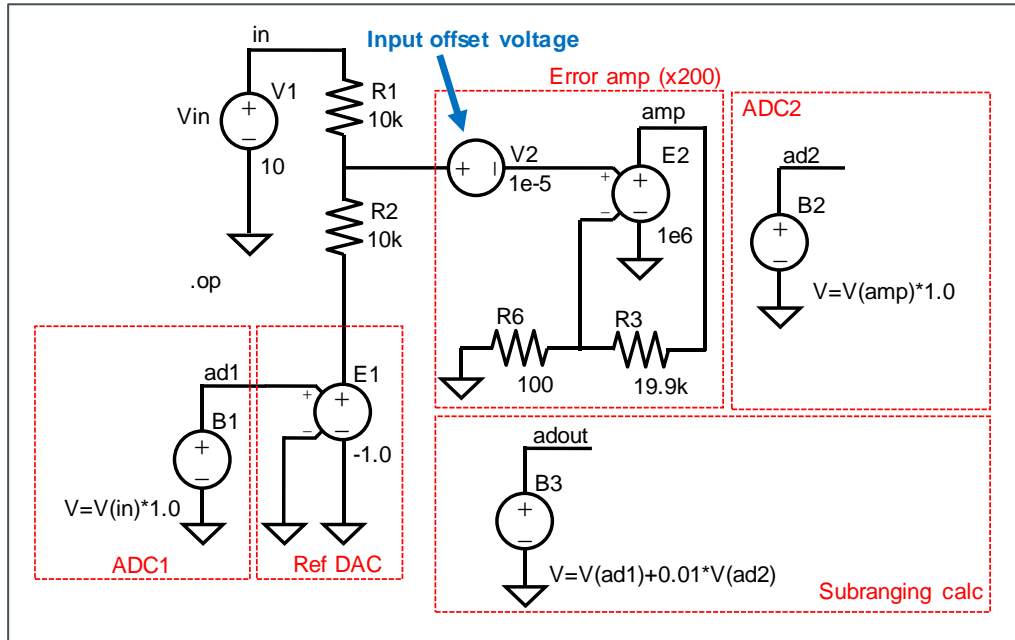 in
Input offset voltage
Error amp (x200)
V1
Vin
10
R1
10k
amp
ADC2
V2
1e-5
E2
1e6
ad2
B2
V=V(amp)*1.0
R2
10k
.op
R6
100
R3
19.9k
ad1
E1
-1.0
B1
V=V(in)*1.0
ADC1
Ref DAC
adout
B3
V=V(ad1)+0.01*V(ad2)
Subranging calc